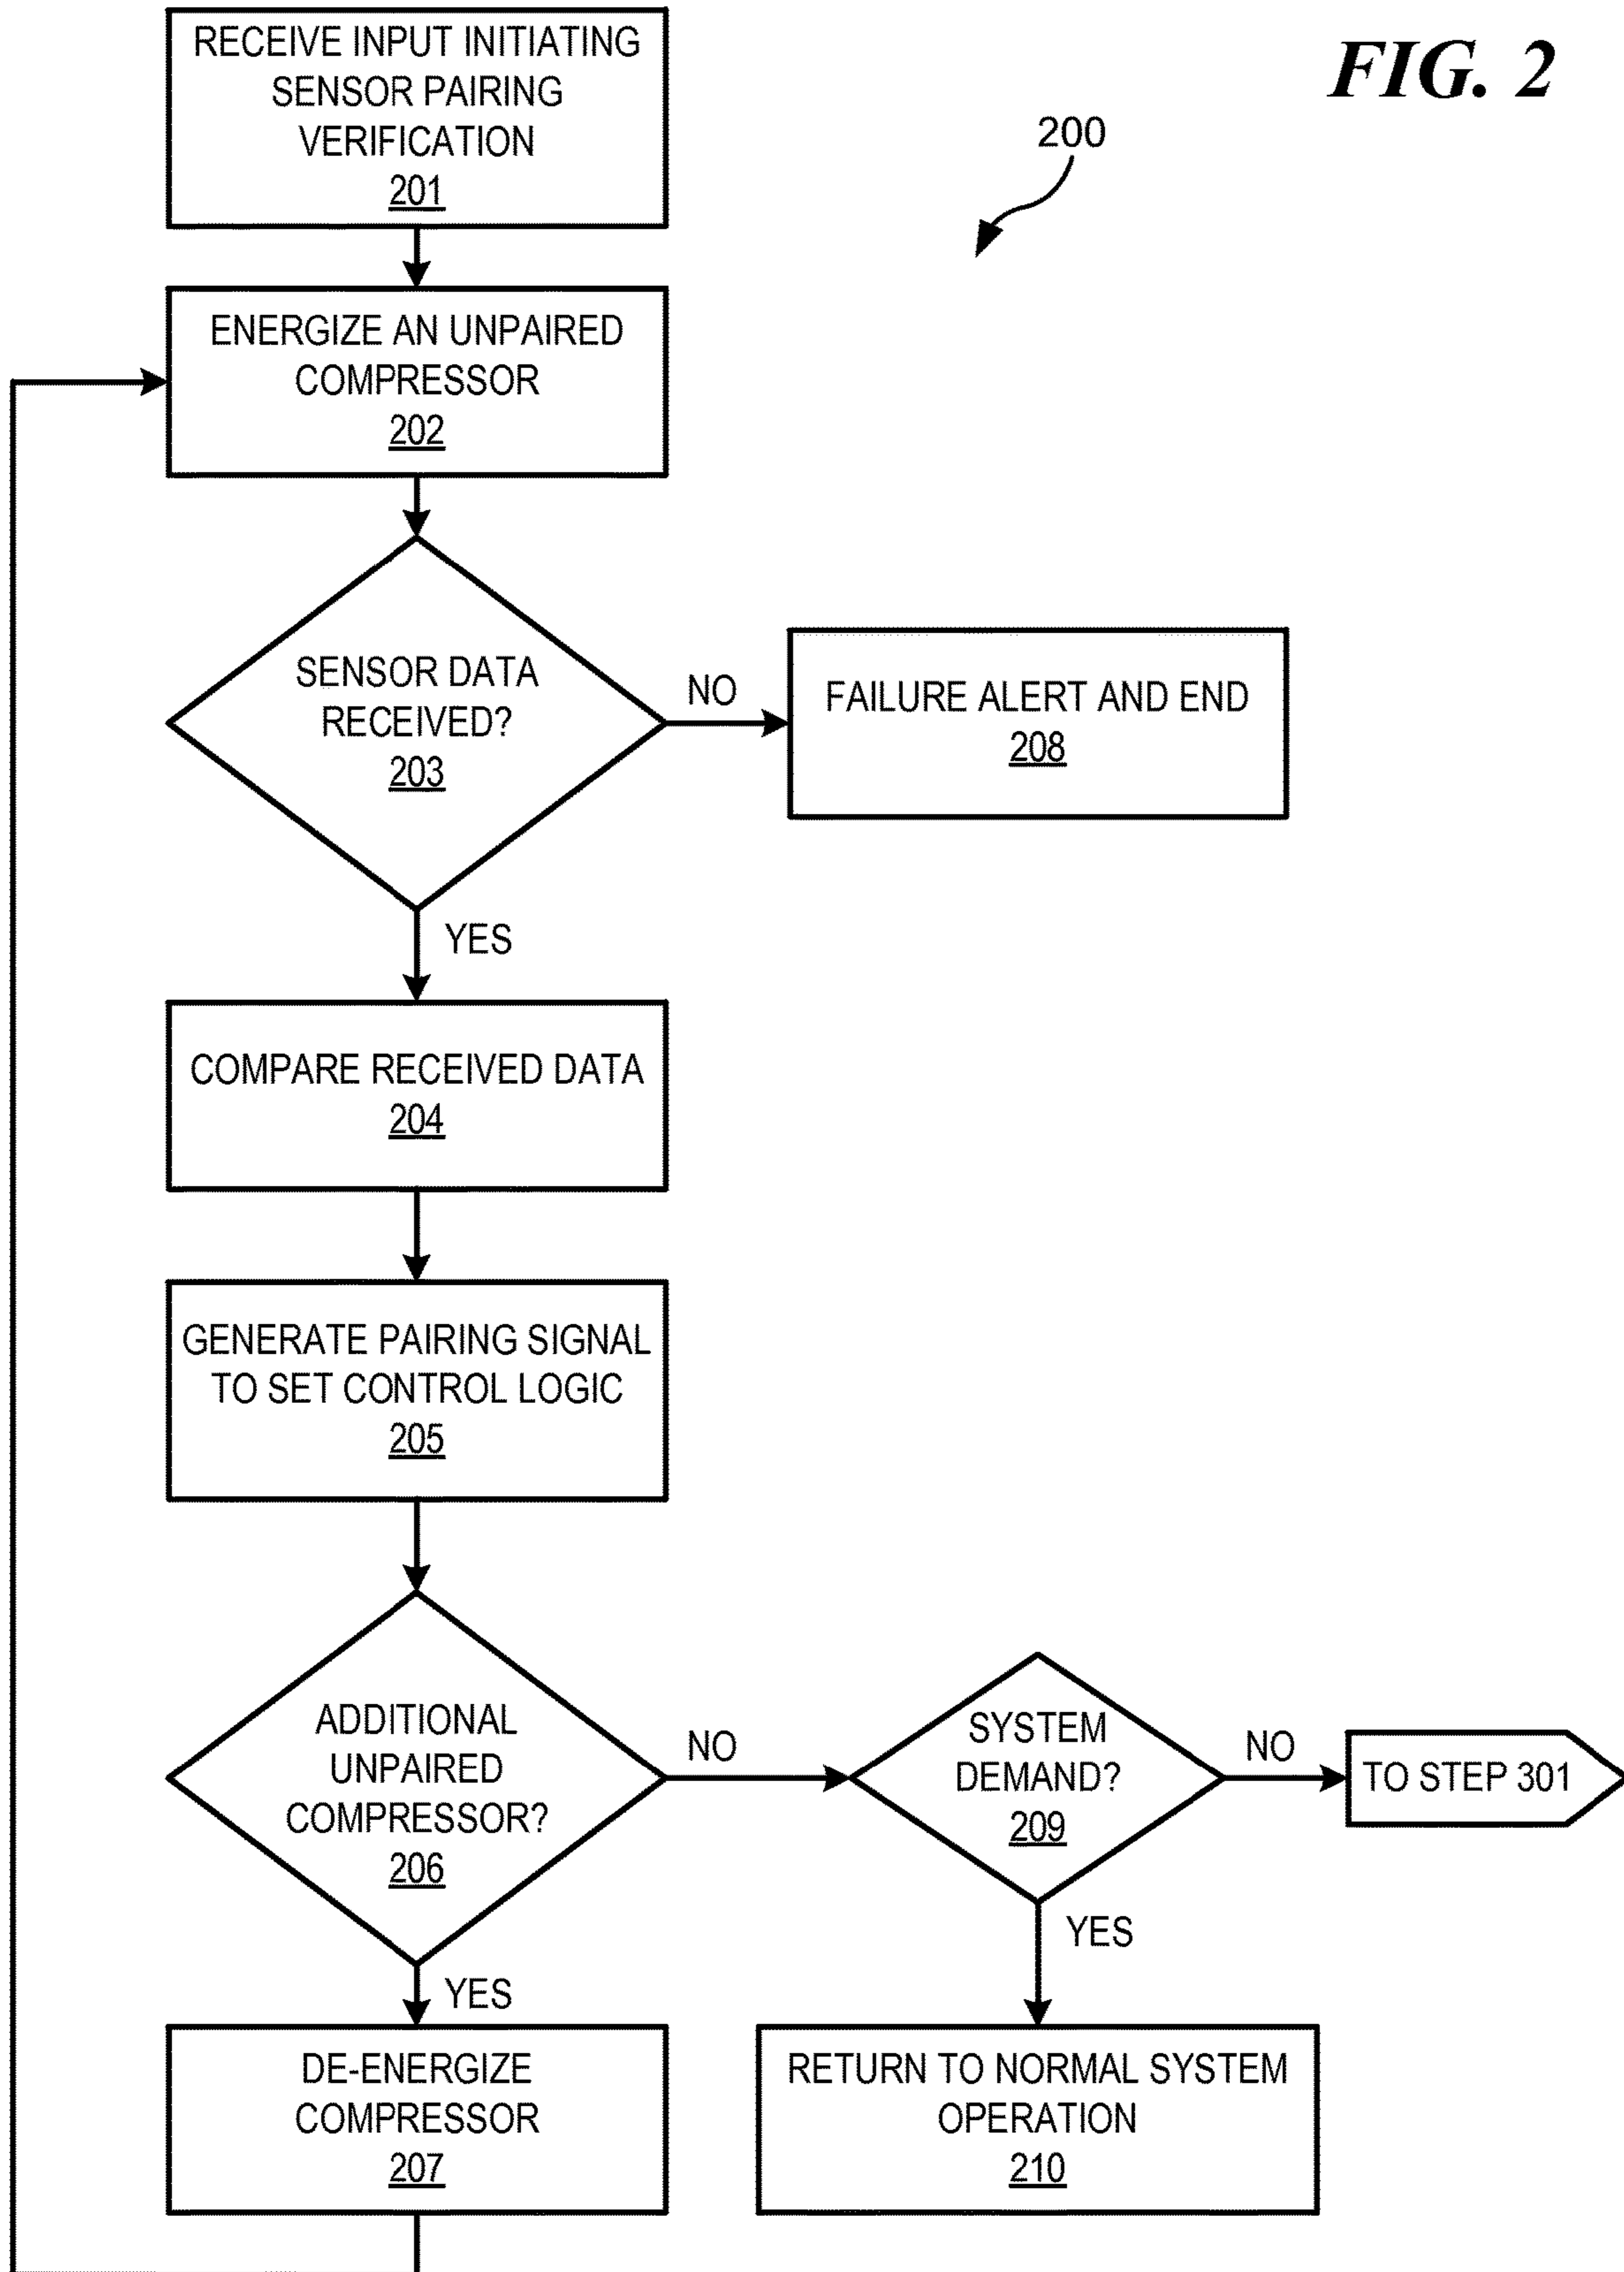 FIG. 2
200
RECEIVE INPUT INITIATING
SENSOR PAIRING
VERIFICATION
201
ENERGIZE AN UNPAIRED
COMPRESSOR
202
SENSOR DATA
RECEIVED?
203
NO
FAILURE ALERT AND END
208
YES
COMPARE RECEIVED DATA
204
GENERATE PAIRING SIGNAL
TO SET CONTROL LOGIC
205
ADDITIONAL
UNPAIRED
COMPRESSOR?
206
NO
SYSTEM
DEMAND?
209
NO
TO STEP 301
YES
YES
DE-ENERGIZE
COMPRESSOR
207
RETURN TO NORMAL SYSTEM
OPERATION
210